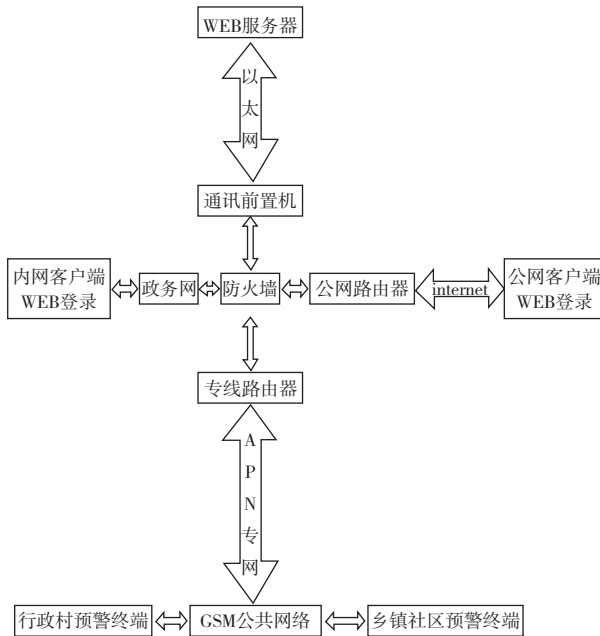 WEB服务器
以
太
网
通讯前置机
内网客户端
WEB登录
政务网
防火墙
公网路由器
internet
公网客户端
WEB登录
专线路由器
A
P
N
专
网
行政村预警终端
GSM公共网络
乡镇社区预警终端